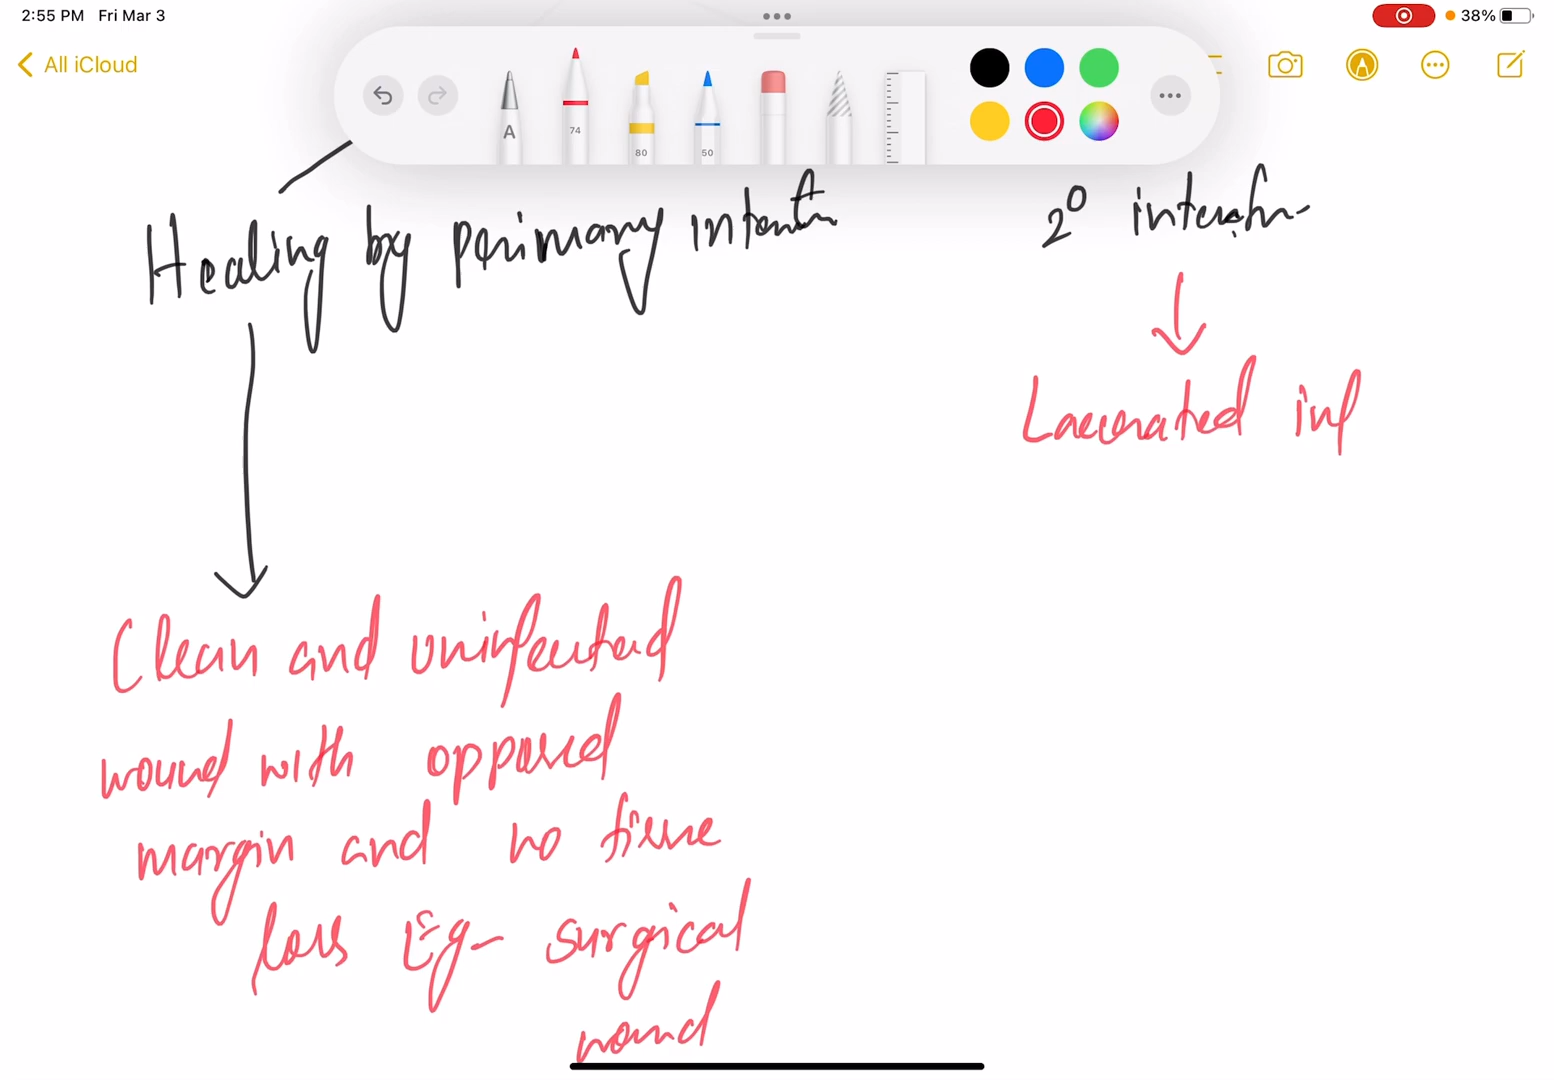 2:55 PM Fri Mar 3
38%
All iCloud
A
74
80
50
Healing by primary intentn
2° intentn
Lacerated inf
Clean and uninfected
wound with opposed
margin and no tissue
loss Eg- surgical
wound